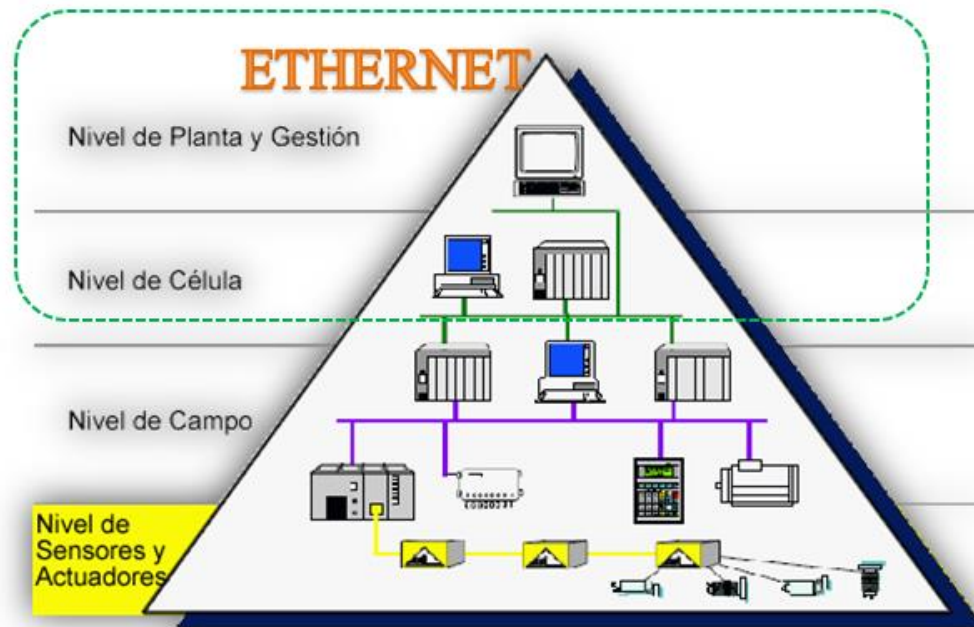 ETHERNET
Nivel de Planta y Gestión
Nivel de Célula
Nivel de Campo
Nivel de
Sensores y
Actuadores